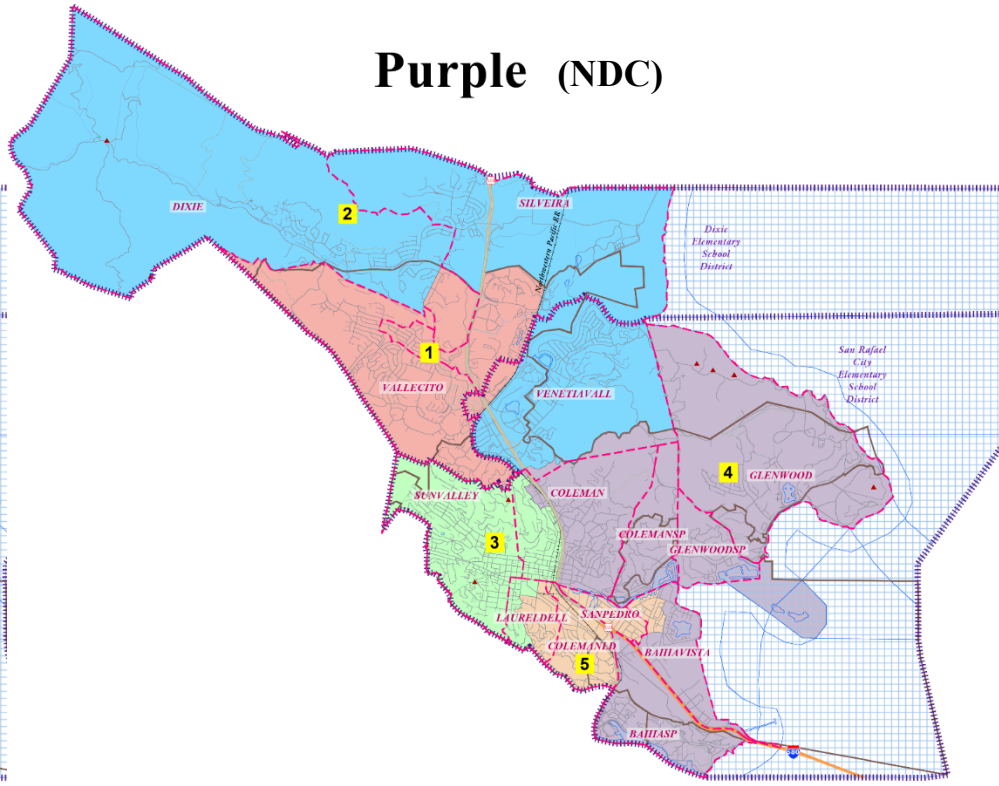 Purple (NDC)
DIXIE
2
SILVEIRA
Northwestern Pacific RR
Dixie
Elementary
School
District
1
VALLECITO
VENETIAVALL
San Rafael
City
Elementary
School
District
4
GLENWOOD
SUNVALLEY
COLEMAN
3
COLEMANSP
GLENWOODSP
LAURELDELL
SANPEDRO
COLEMANLD
BAHIAVISTA
5
BAHIASP
580